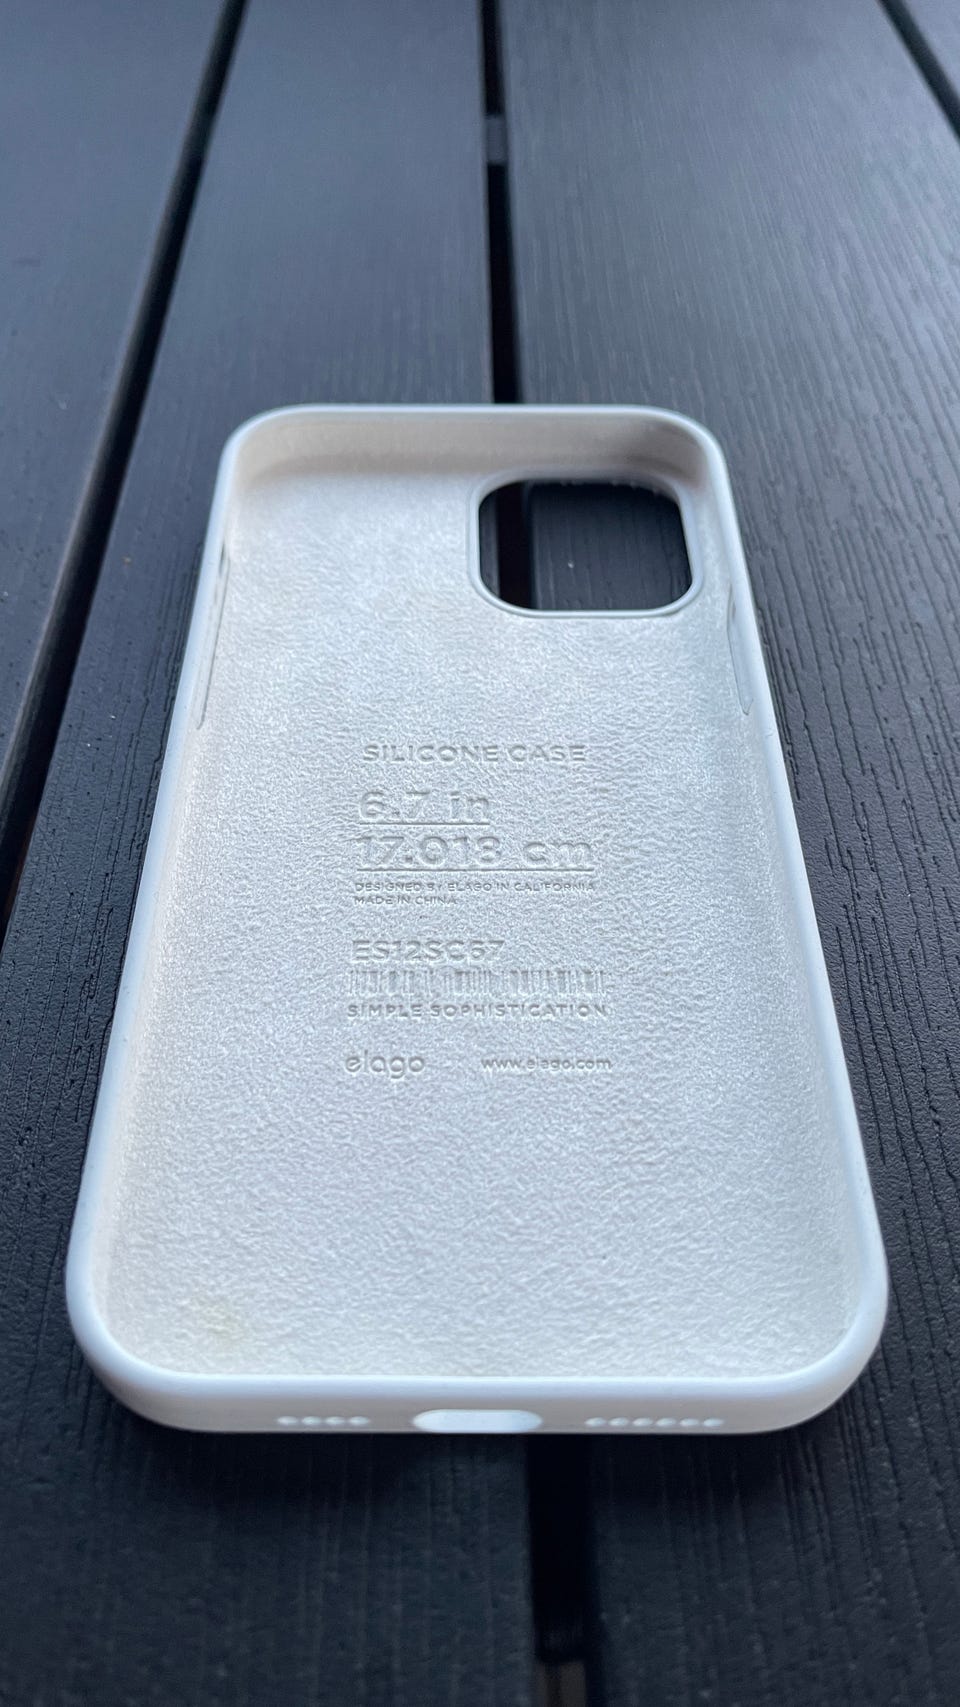 SILICONE CASE
6.7 in
17.018 cm
DESIGNED BY ELAGO IN CALIFORNIA
MADE IN CHINA
ES12SC67
SIMPLE SOPHISTICATION
elago www.elago.com